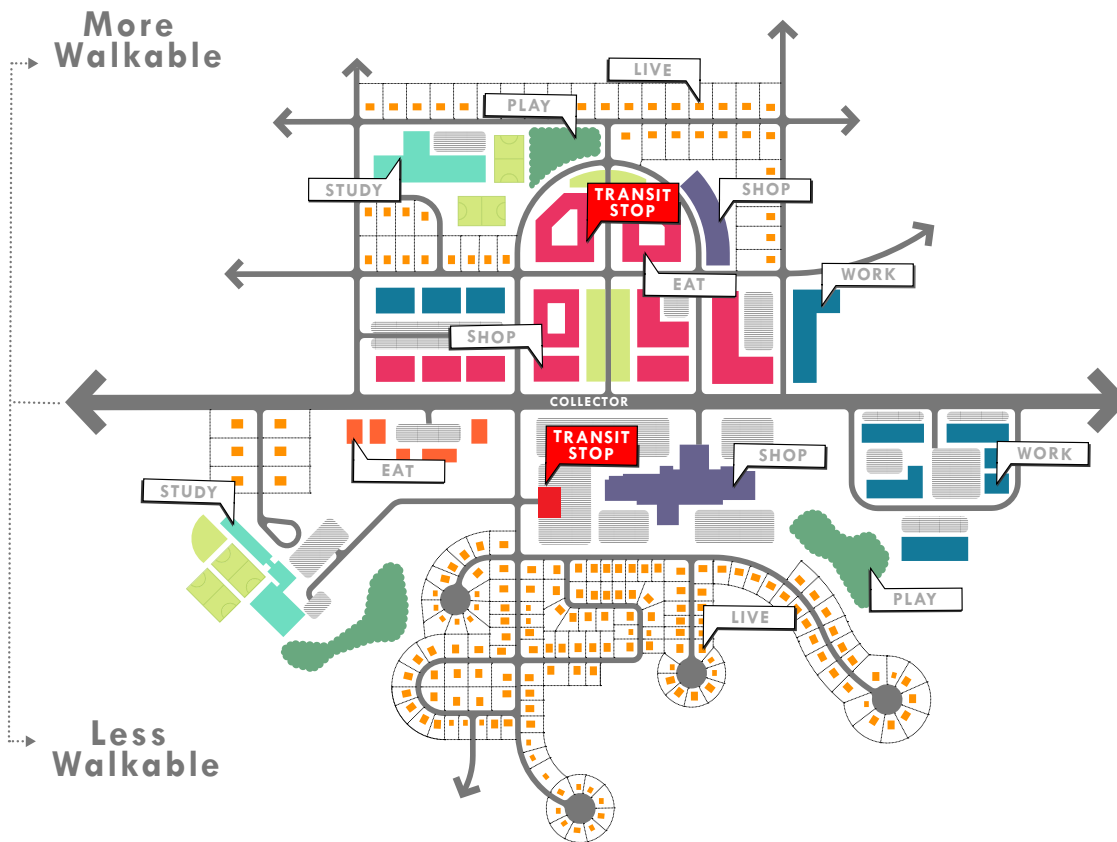 More
Walkable
LIVE
PLAY
STUDY
TRANSIT
STOP
SHOP
EAT
WORK
SHOP
COLLECTOR
TRANSIT
STOP
EAT
SHOP
WORK
STUDY
PLAY
LIVE
Less
Walkable